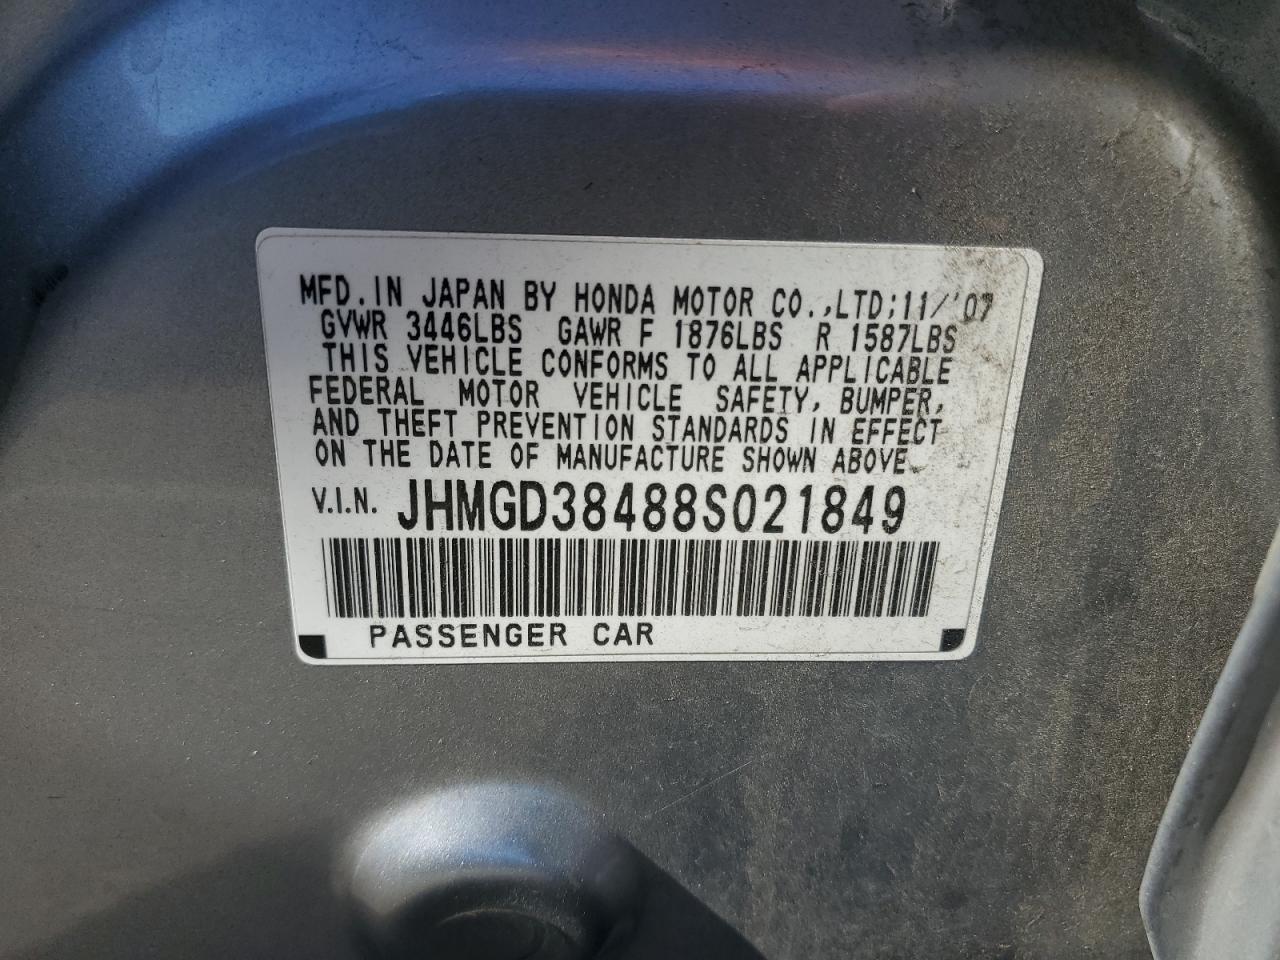 MFD. IN JAPAN BY HONDA MOTOR CO.,LTD;11/'07
GVWR 3446LBS GAWR F 1876LBS R 1587LBS
THIS VEHICLE CONFORMS TO ALL APPLICABLE
FEDERAL MOTOR VEHICLE SAFETY, BUMPER,
AND THEFT PREVENTION STANDARDS IN EFFECT
ON THE DATE OF MANUFACTURE SHOWN ABOVE.
V.I.N. JHMGD38488S021849
PASSENGER CAR